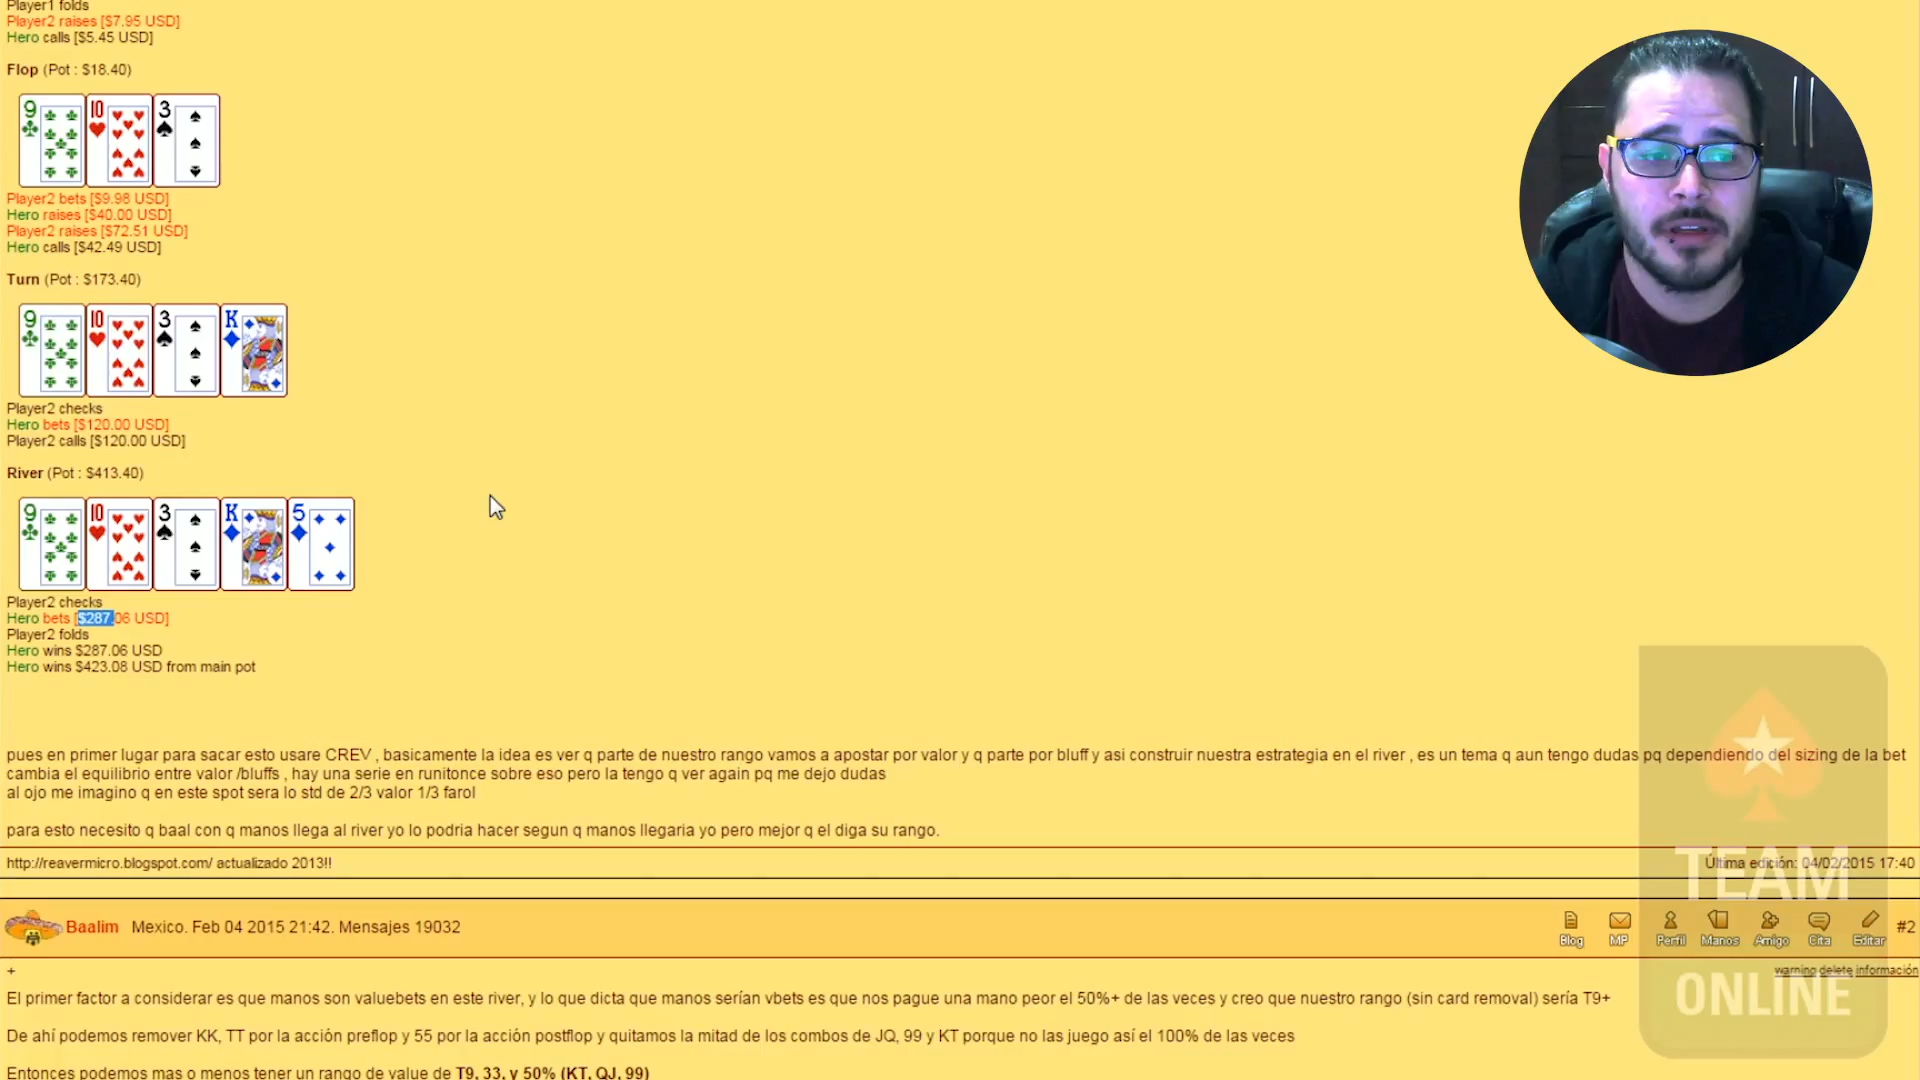 Player1 folds
Player2 raises [$7.95 USD]
Hero calls [$5.45 USD]
Flop (Pot : $18.40)
9 10 3
Player2 bets [$9.98 USD]
Hero raises [$40.00 USD]
Player2 raises [$72.51 USD]
Hero calls [$42.49 USD]
Turn (Pot : $173.40)
9 10 3 K
Player2 checks
Hero bets [$120.00 USD]
Player2 calls [$120.00 USD]
River (Pot : $413.40)
9 10 3 K 5
Player2 checks
Hero bets [$287.06 USD]
Player2 folds
Hero wins $287.06 USD
Hero wins $423.08 USD from main pot
pues en primer lugar para sacar esto usare CREV , basicamente la idea es ver q parte de nuestro rango vamos a apostar por valor y q parte por bluff y asi construir nuestra estrategia en el river , es un tema q aun tengo dudas pq dependiendo del sizing de la bet
cambia el equilibrio entre valor /bluffs , hay una serie en runitonce sobre eso pero la tengo q ver again pq me dejo dudas
al ojo me imagino q en este spot sera lo std de 2/3 valor 1/3 farol
para esto necesito q baal con q manos llega al river yo lo podria hacer segun q manos llegaria yo pero mejor q el diga su rango.
http://reavermicro.blogspot.com/ actualizado 2013!!
Última edición: 04/02/2015 17:40
TEAM
Baalim Mexico. Feb 04 2015 21:42. Mensajes 19032
Blog MP Perfil Manos Amigo Cita Editar #2
+
warning delete información
ONLINE
El primer factor a considerar es que manos son valuebets en este river, y lo que dicta que manos serían vbets es que nos pague una mano peor el 50%+ de las veces y creo que nuestro rango (sin card removal) sería T9+
De ahí podemos remover KK, TT por la acción preflop y 55 por la acción postflop y quitamos la mitad de los combos de JQ, 99 y KT porque no las juego así el 100% de las veces
Entonces podemos mas o menos tener un rango de value de T9, 33, y 50% (KT, QJ, 99)